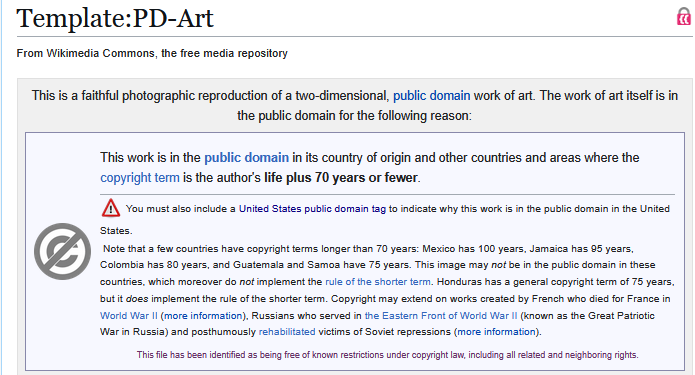 Template:PD-Art
From Wikimedia Commons, the free media repository
This is a faithful photographic reproduction of a two-dimensional, public domain work of art. The work of art itself is in
the public domain for the following reason:
This work is in the public domain in its country of origin and other countries and areas where the
copyright term is the author's life plus 70 years or fewer.
You must also include a United States public domain tag to indicate why this work is in the public domain in the United
States.
Note that a few countries have copyright terms longer than 70 years: Mexico has 100 years, Jamaica has 95 years,
Colombia has 80 years, and Guatemala and Samoa have 75 years. This image may not be in the public domain in these
countries, which moreover do not implement the rule of the shorter term. Honduras has a general copyright term of 75 years,
but it does implement the rule of the shorter term. Copyright may extend on works created by French who died for France in
World War II (more information), Russians who served in the Eastern Front of World War II (known as the Great Patriotic
War in Russia) and posthumously rehabilitated victims of Soviet repressions (more information).
This file has been identified as being free of known restrictions under copyright law, including all related and neighboring rights.